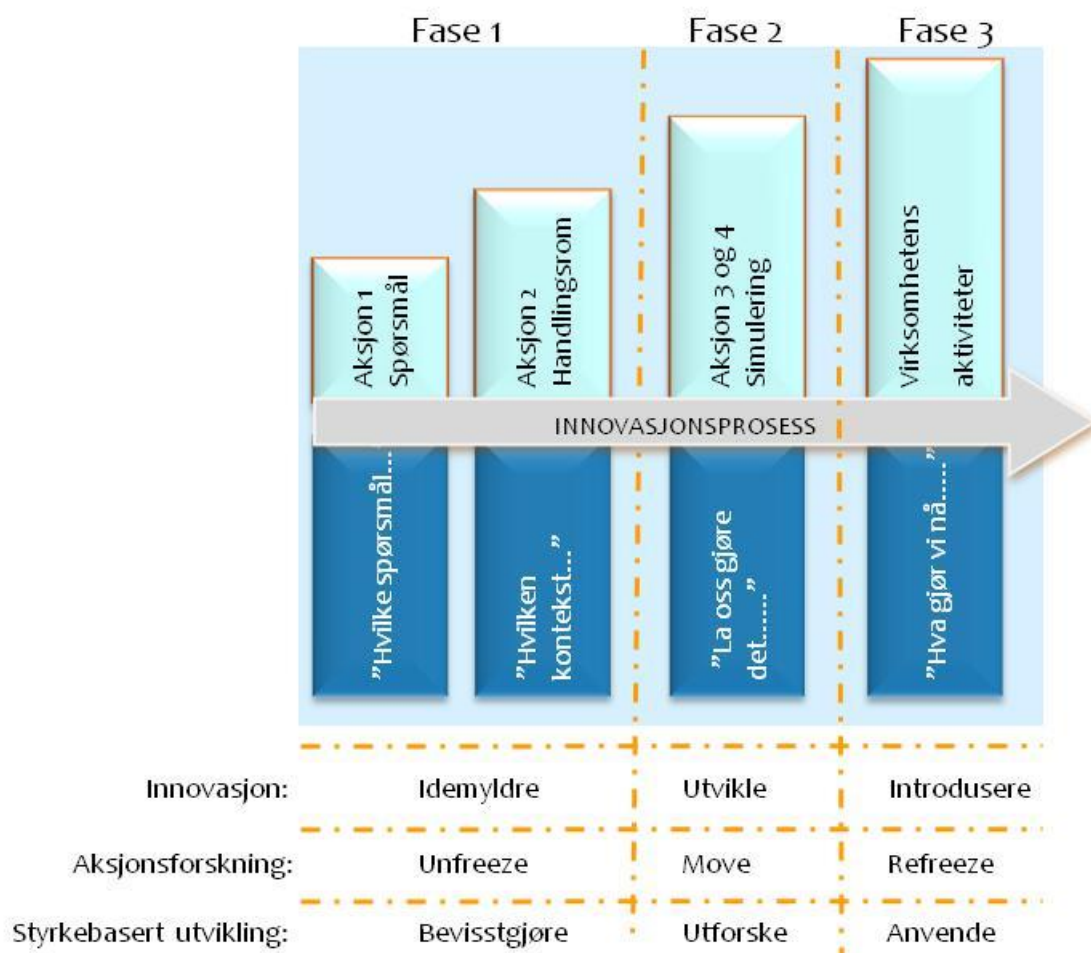 Fase 1
Fase 2
Fase 3
Aksjon 1
Spørsmål
Aksjon 2
Handlingsrom
Aksjon 3 og 4
Simulering
Virksomhetens
aktiviteter
INNOVASJONSPROSESS
”Hvilke spørsmål...”
”Hvilken
kontekst...”
”La oss gjøre
det......”
”Hva gjør vi nå.....”
Innovasjon: Idemyldre Utvikle Introdusere
Aksjonsforskning: Unfreeze Move Refreeze
Styrkebasert utvikling: Bevisstgjøre Utforske Anvende